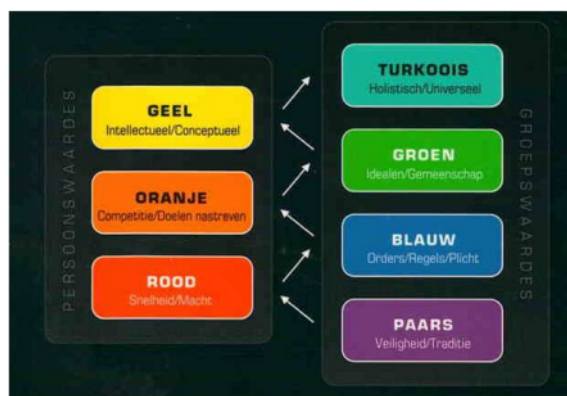 PERSOONSWAARDES
GEEL
Intellectueel/Conceptueel
ORANJE
Competitie/Doelen nastreven
ROOD
Snelheid/Macht
TURKOOIS
Holistisch/Universeel
GROEN
Idealen/Gemeenschap
BLAUW
Orders/Regels/Plicht
PAARS
Veiligheid/Traditie
GROEPSWAARDES